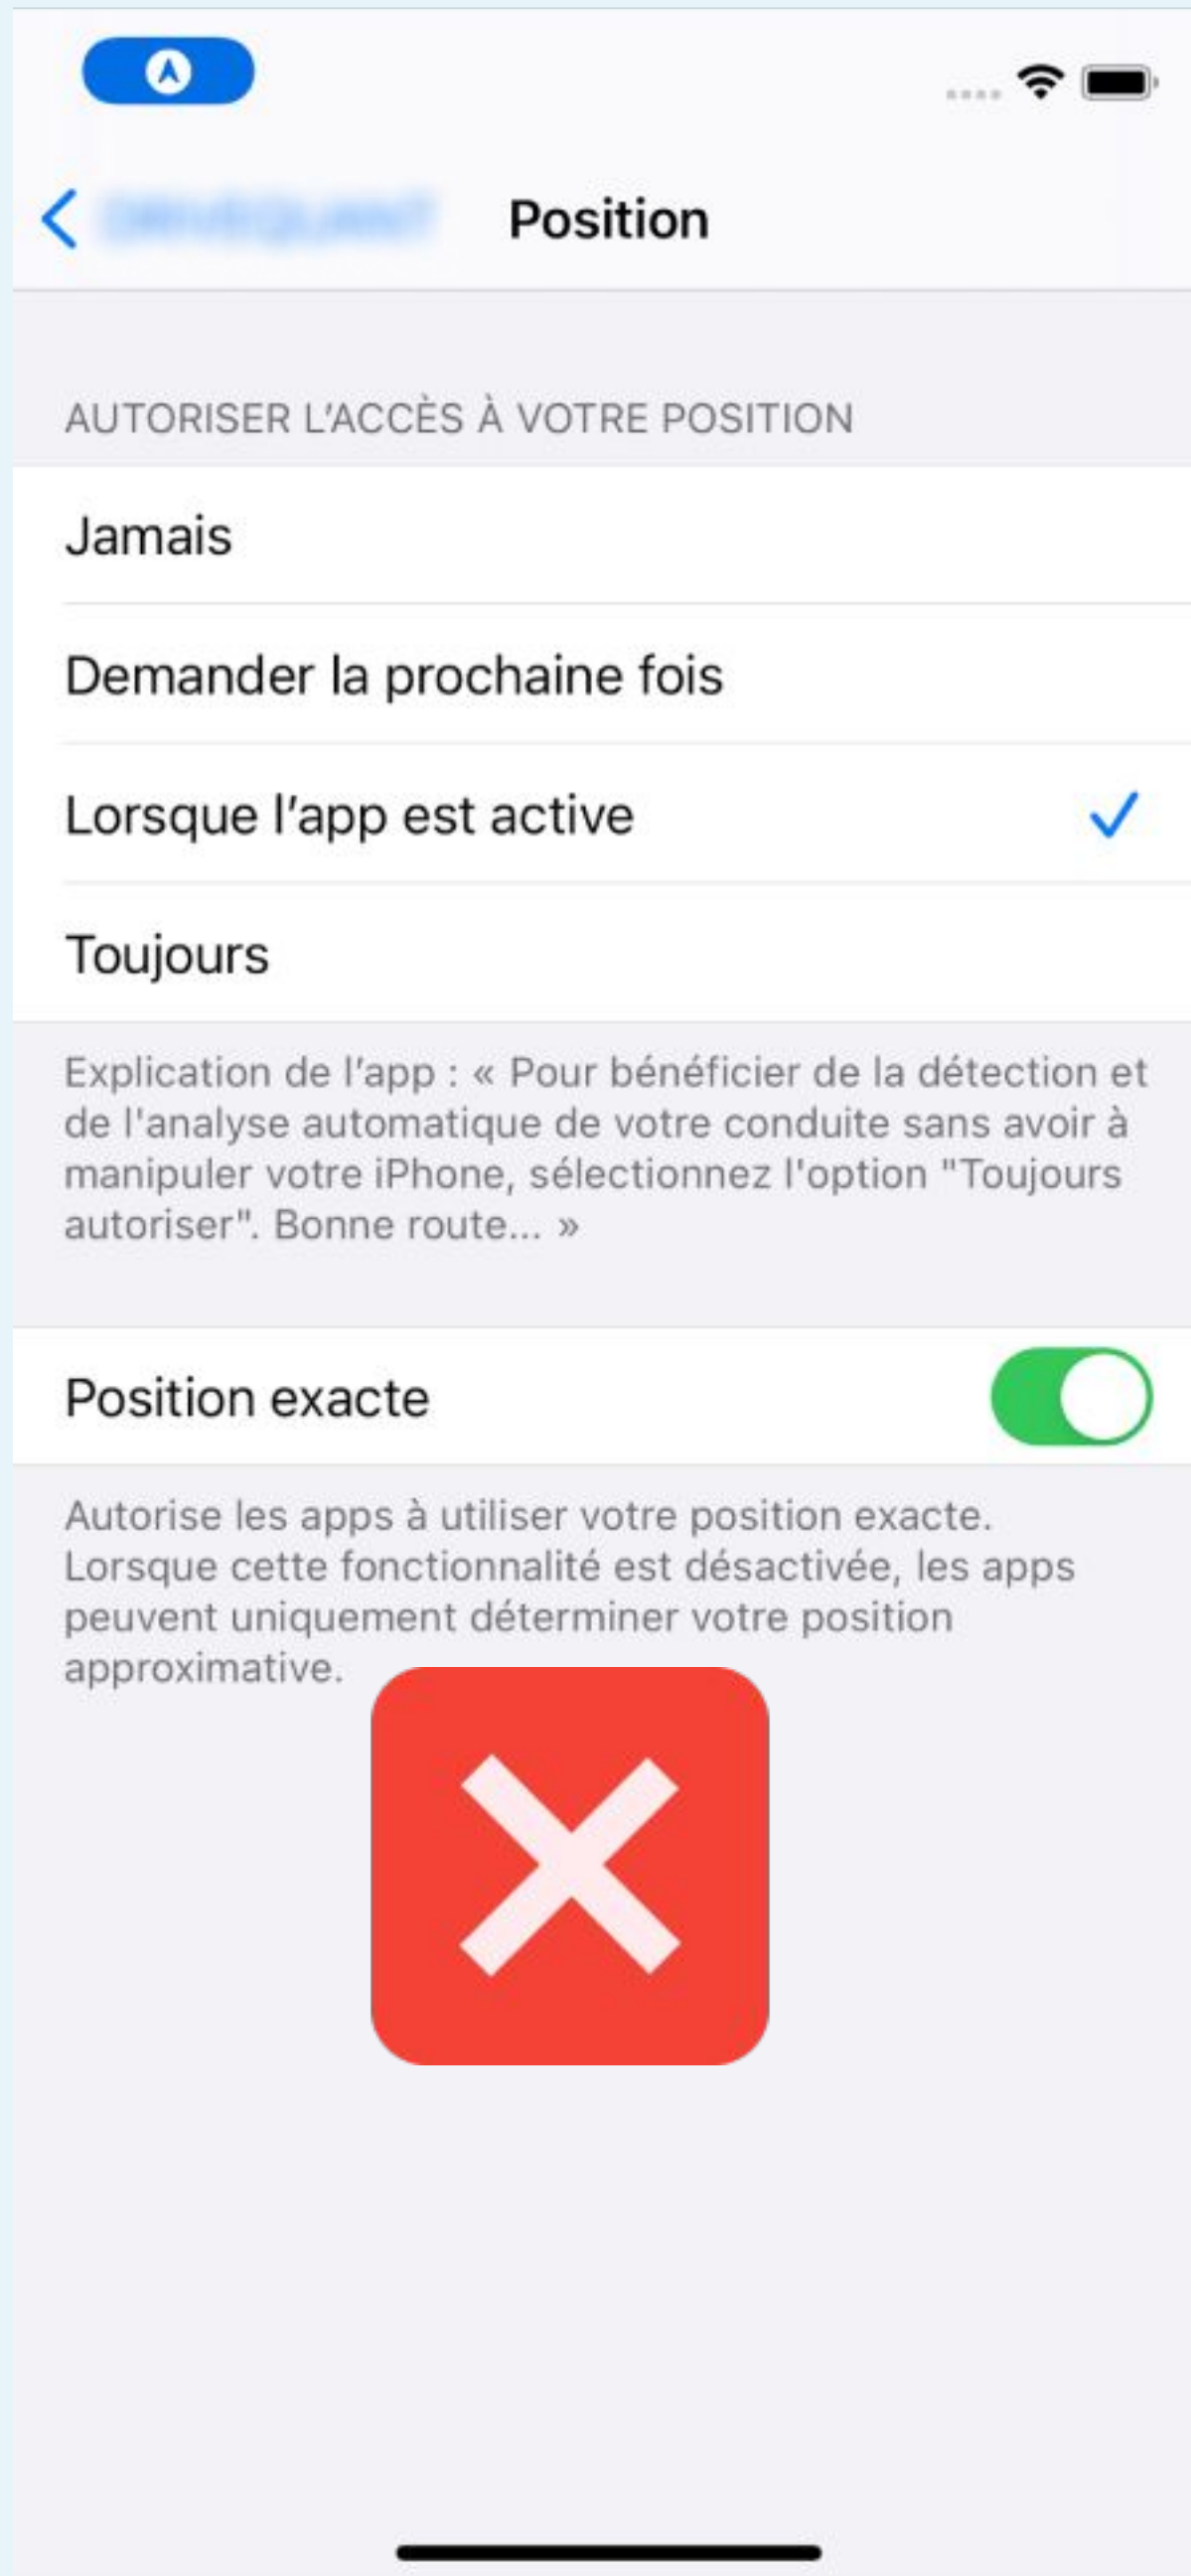 Position
AUTORISER L'ACCÈS À VOTRE POSITION
Jamais
Demander la prochaine fois
Lorsque l'app est active
Toujours
Explication de l'app : « Pour bénéficier de la détection et
de l'analyse automatique de votre conduite sans avoir à
manipuler votre iPhone, sélectionnez l'option "Toujours
autoriser". Bonne route... »
Position exacte
Autorise les apps à utiliser votre position exacte.
Lorsque cette fonctionnalité est désactivée, les apps
peuvent uniquement déterminer votre position
approximative.